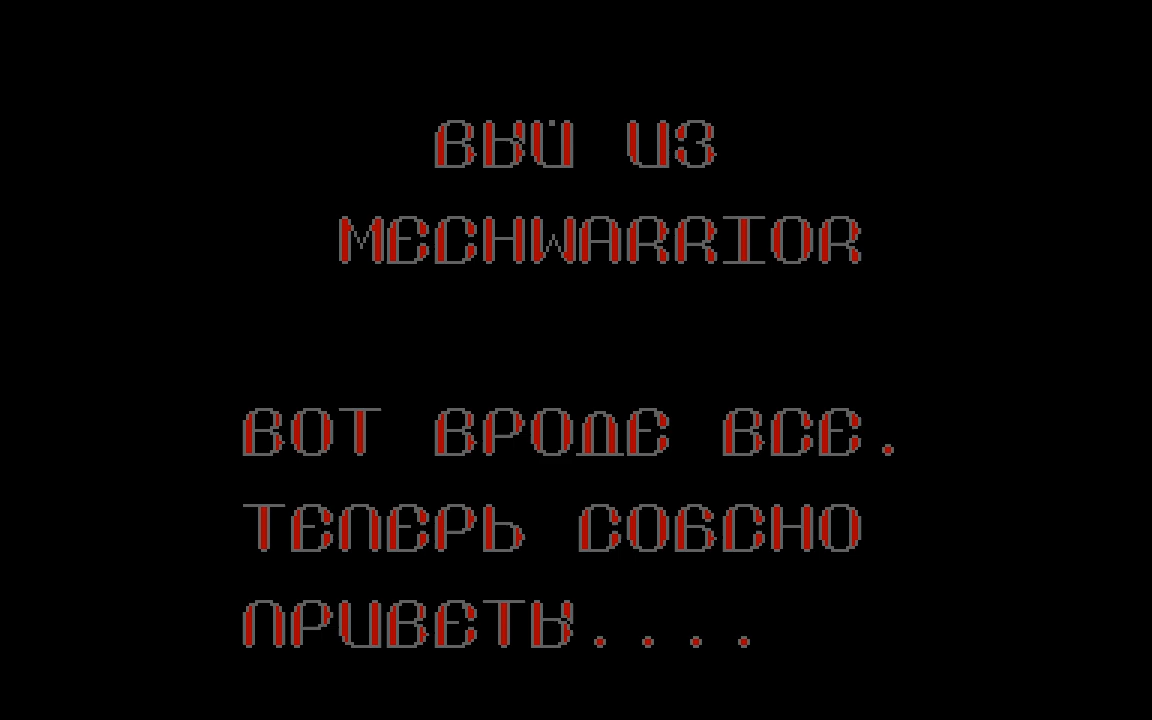 ВЫЙ ИЗ
MECHWARRIOR
ВОТ ВРОДЕ ВСЕ.
ТЕПЕРЬ СОБСНО
ПРИВЕТЫ....